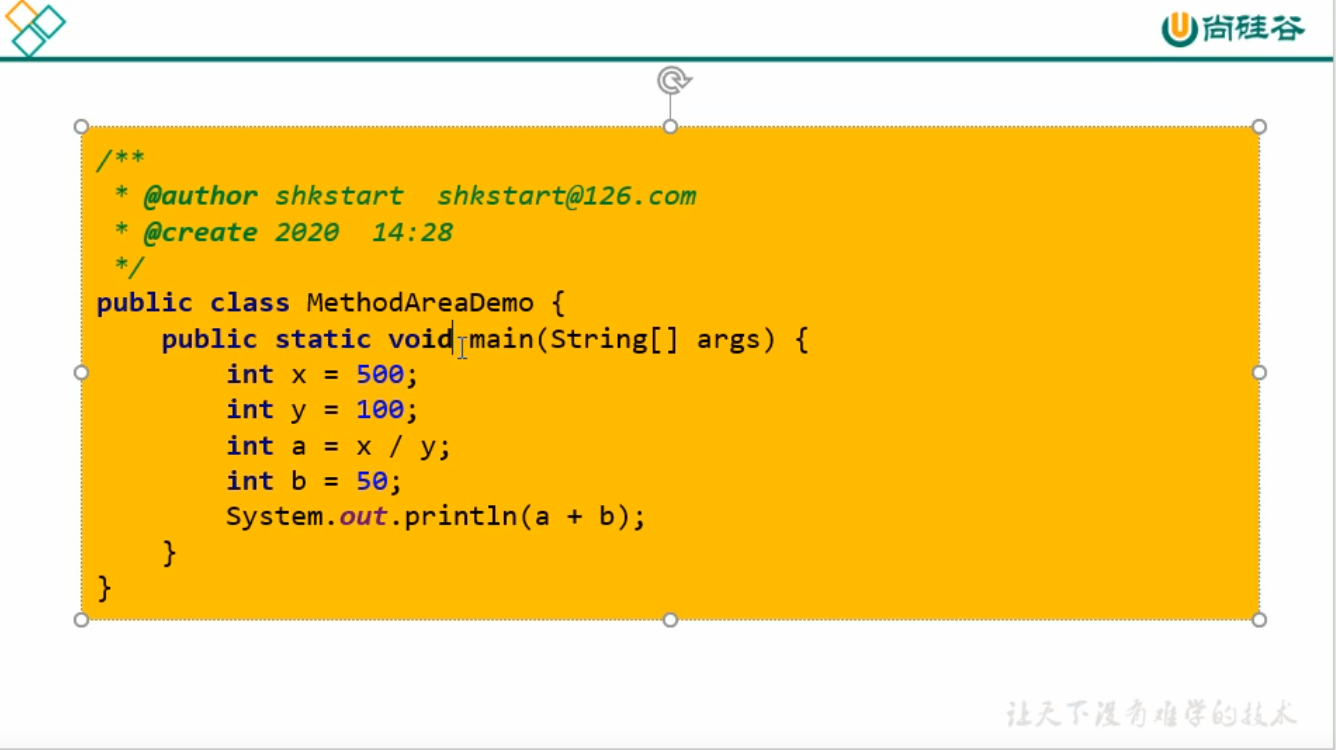 尚硅谷
/**
 * @author shkstart  shkstart@126.com
 * @create 2020  14:28
 */
public class MethodAreaDemo {
    public static void main(String[] args) {
        int x = 500;
        int y = 100;
        int a = x / y;
        int b = 50;
        System.out.println(a + b);
    }
}
让天下没有难学的技术